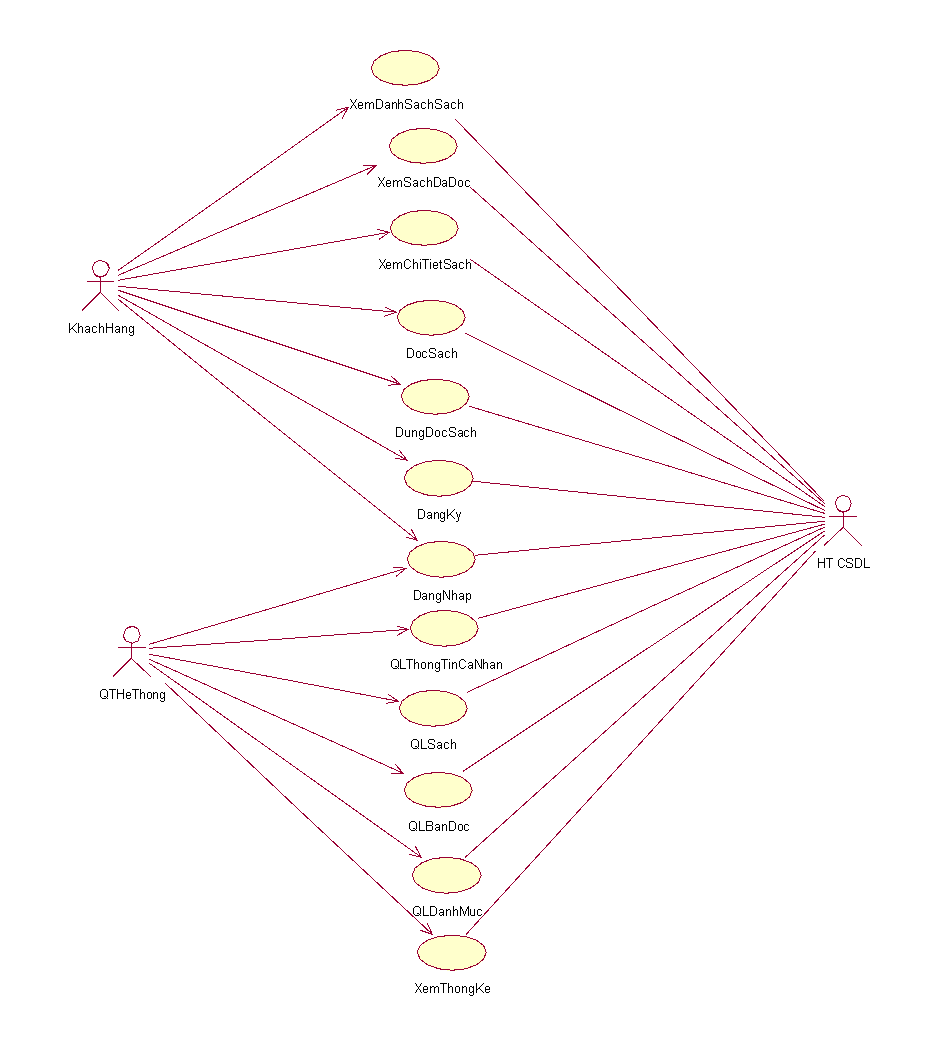 XemDanhSachSach
XemSachDaDoc
XemChiTietSach
KhachHang
DocSach
DungDocSach
DangKy
HT CSDL
DangNhap
QLThongTinCaNhan
QTHeThong
QLSach
QLBanDoc
QLDanhMuc
XemThongKe